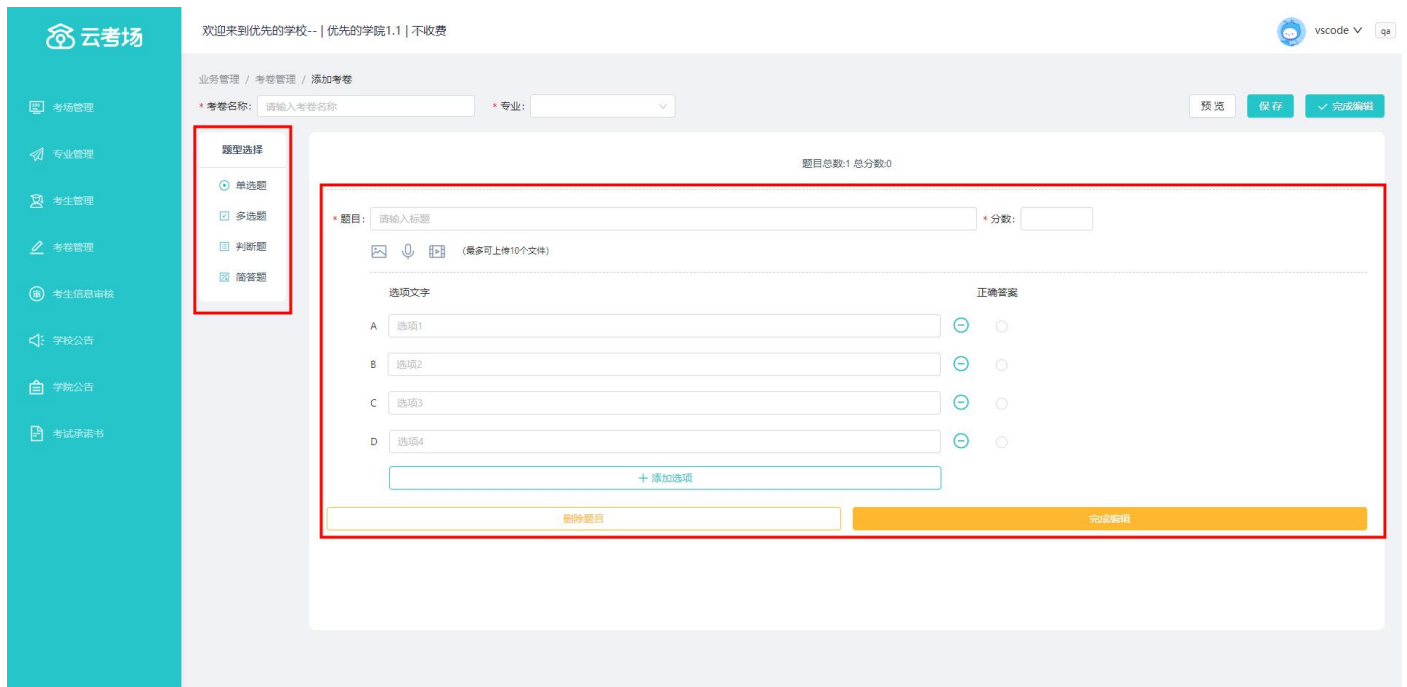 云考场
欢迎来到优先的学校-- | 优先的学院1.1 | 不收费
vscode
qa
考场管理
专业管理
考生管理
考卷管理
考生信息审核
学校公告
学院公告
考试承诺书
业务管理 / 考卷管理 / 添加考卷
* 考卷名称: 请输入考卷名称
* 专业:
预 览
保 存
完成编辑
题型选择
单选题
多选题
判断题
简答题
题目总数:1 总分数:0
* 题目: 请输入标题
* 分数:
(最多可上传10个文件)
选项文字
正确答案
A 选项1
B 选项2
C 选项3
D 选项4
+ 添加选项
删除题目
完成编辑